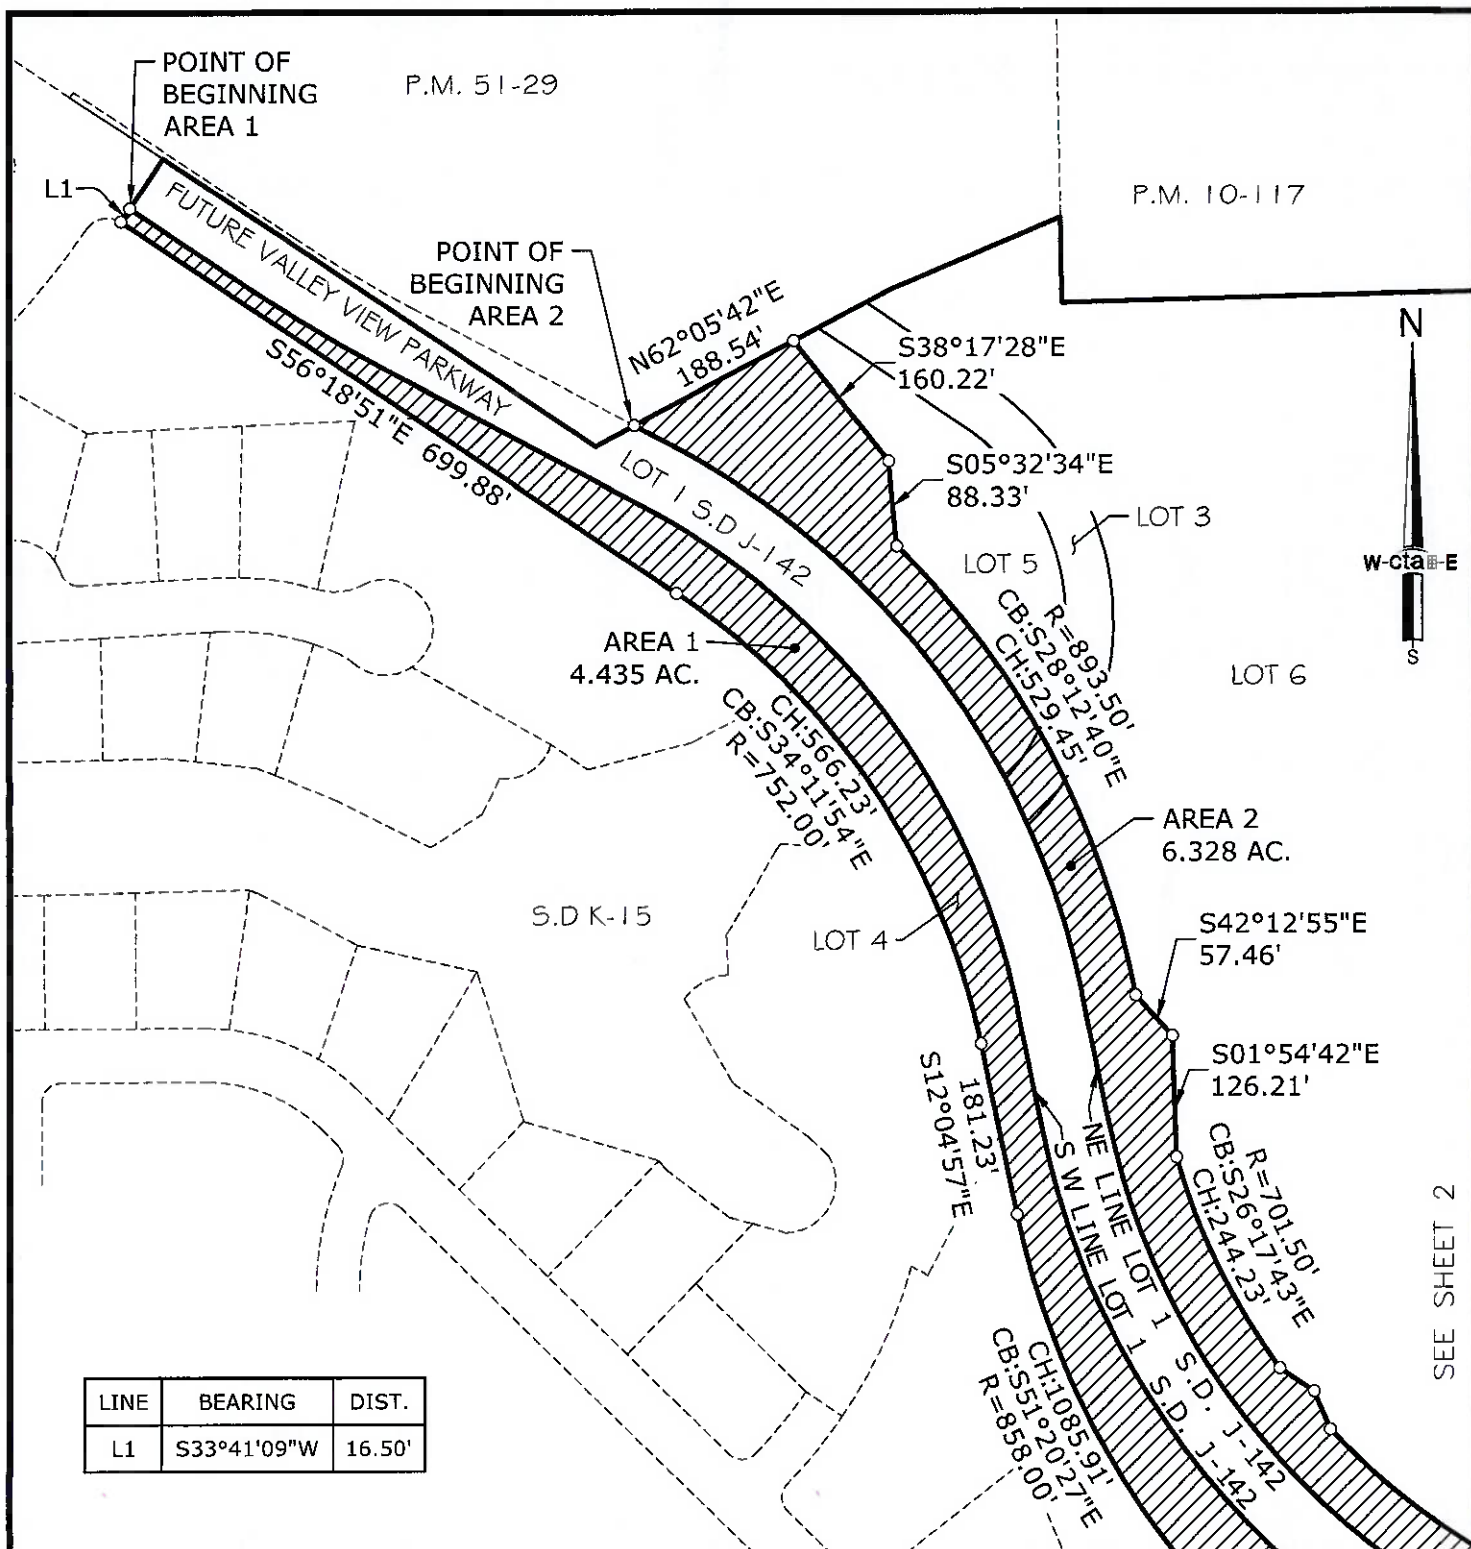 POINT OF
BEGINNING
AREA 1
P.M. 51-29
P.M. 10-117
L1
FUTURE VALLEY VIEW PARKWAY
POINT OF
BEGINNING
AREA 2
N62°05'42"E
188.54'
S38°17'28"E
160.22'
N
S56°18'51"E 699.88'
LOT 1 S.D J-142
S05°32'34"E
88.33'
LOT 3
LOT 5
W-cta-E
S
R=893.50'
CB:S28°12'40"E
CH:529.45'
AREA 1
4.435 AC.
LOT 6
CH:566.23'
CB:S34°11'54"E
R=752.00'
AREA 2
6.328 AC.
S.D K-15
LOT 4
S42°12'55"E
57.46'
S01°54'42"E
126.21'
181.23'
S12°04'57"E
NE LINE LOT 1 S.D. J-142
S W LINE LOT 1 S.D. J-142
R=701.50'
CB:S26°17'43"E
CH:244.23'
SEE SHEET 2
CH:1085.91'
CB:S51°20'27"E
R=858.00'
LINE BEARING DIST.
L1 S33°41'09"W 16.50'